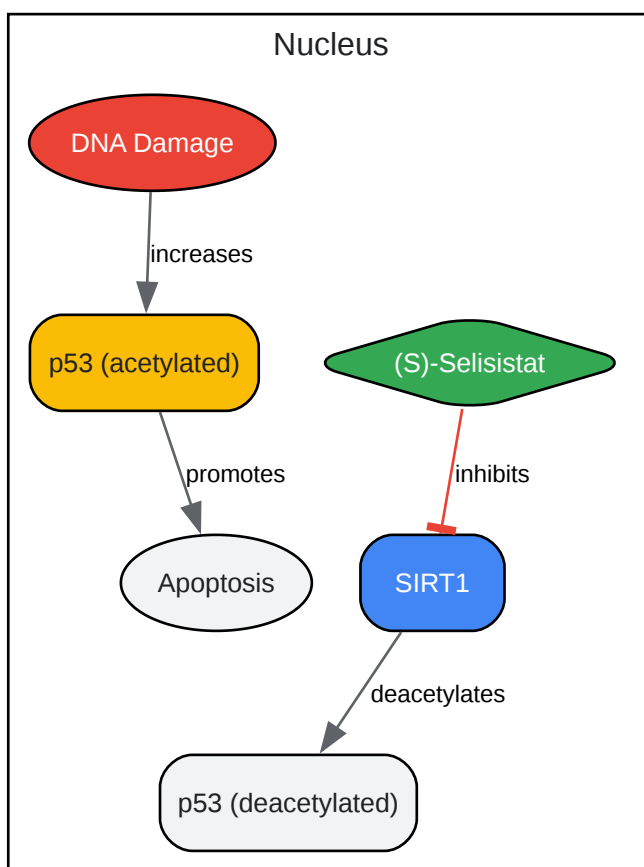 Nucleus
DNA Damage
increases
p53 (acetylated)
(S)-Selisistat
promotes
inhibits
Apoptosis
SIRT1
deacetylates
p53 (deacetylated)